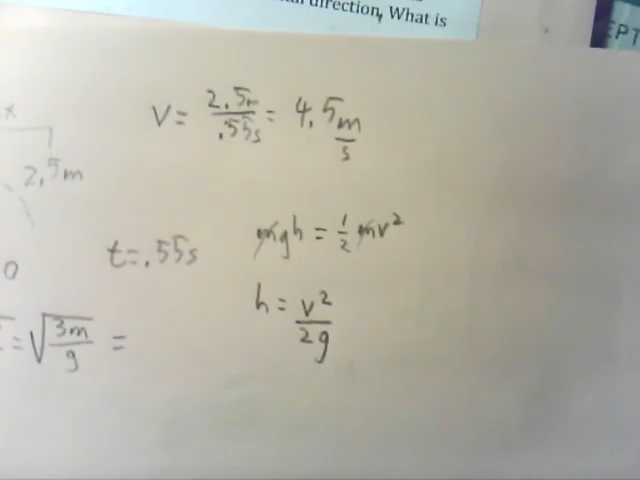 direction, What is
EPT
x
V = 2.5m/.55s = 4.5 m/s
2.5m
mgh = 1/2 mv²
t = .55s
0
h = v²/2g
= √(3m/g) =